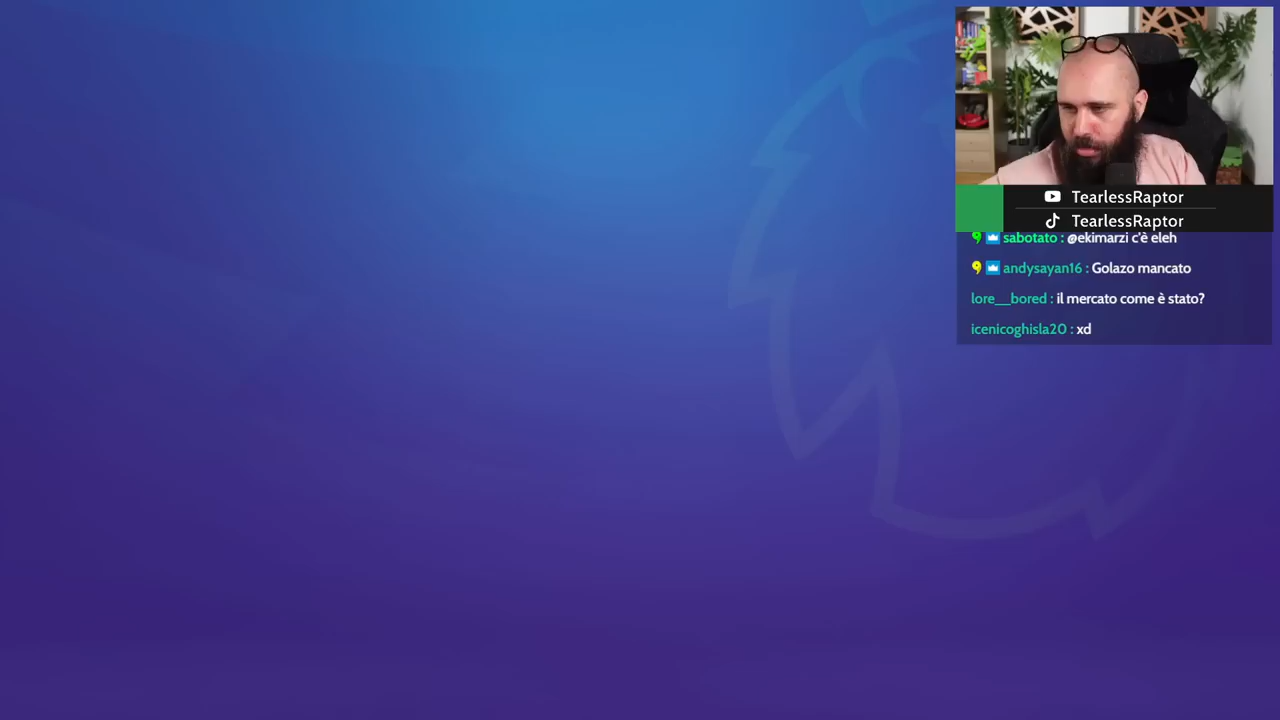 TearlessRaptor
TearlessRaptor
sabotato : @ekimarzi c'è eleh
andysayan16 : Golazo mancato
lore__bored : il mercato come è stato?
icenicoghisla20 : xd